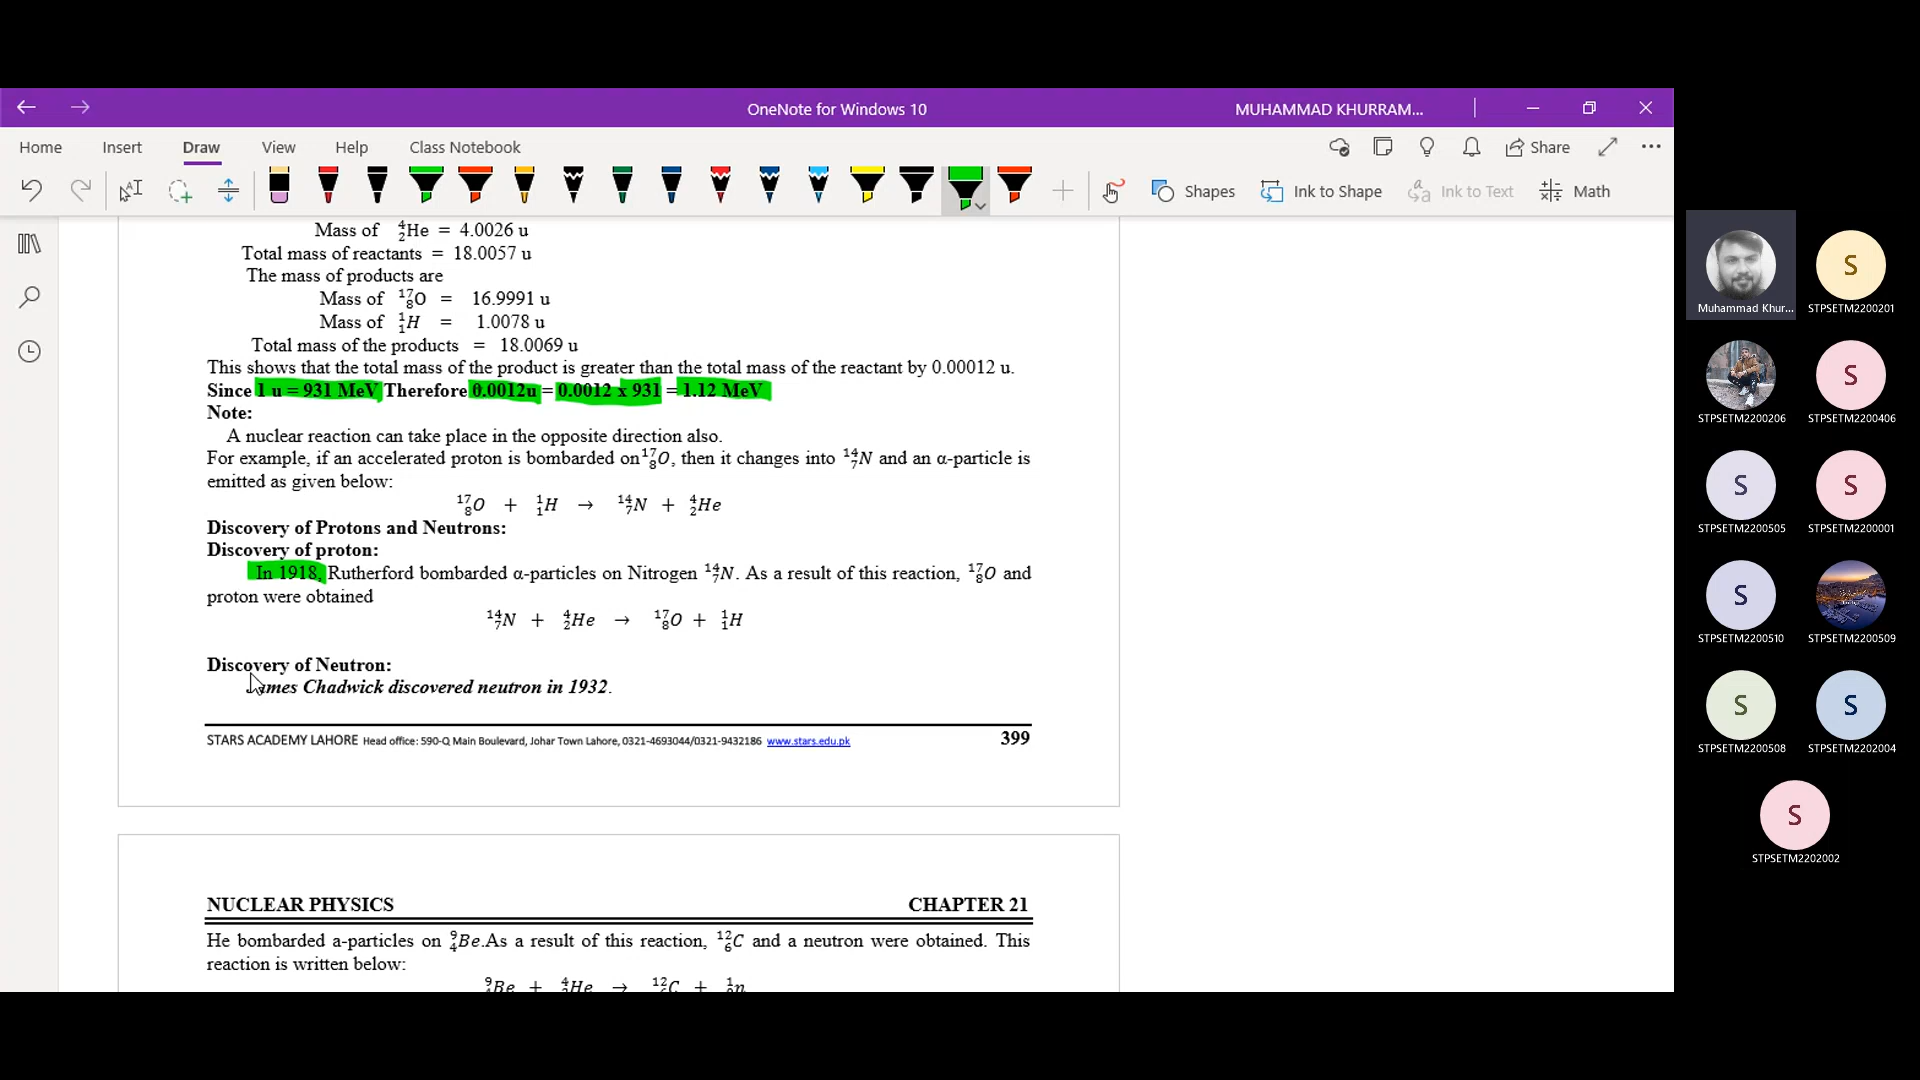 OneNote for Windows 10
MUHAMMAD KHURRAM...
Home Insert Draw View Help Class Notebook
Share
Shapes Ink to Shape Ink to Text Math
Mass of ⁴₂He = 4.0026 u
Total mass of reactants = 18.0057 u
The mass of products are
Mass of ¹⁷₈O = 16.9991 u
Mass of ¹₁H = 1.0078 u
Total mass of the products = 18.0069 u
This shows that the total mass of the product is greater than the total mass of the reactant by 0.00012 u.
Since 1 u = 931 MeV Therefore 0.0012u = 0.0012 x 931 = 1.12 MeV
Note:
A nuclear reaction can take place in the opposite direction also.
For example, if an accelerated proton is bombarded on ¹⁷₈O, then it changes into ¹⁴₇N and an α-particle is
emitted as given below:
¹⁷₈O + ¹₁H → ¹⁴₇N + ⁴₂He
Discovery of Protons and Neutrons:
Discovery of proton:
In 1918, Rutherford bombarded α-particles on Nitrogen ¹⁴₇N. As a result of this reaction, ¹⁷₈O and
proton were obtained
¹⁴₇N + ⁴₂He → ¹⁷₈O + ¹₁H
Discovery of Neutron:
James Chadwick discovered neutron in 1932.
STARS ACADEMY LAHORE Head office: 590-Q Main Boulevard, Johar Town Lahore, 0321-4693044/0321-9432186 www.stars.edu.pk 399
NUCLEAR PHYSICS CHAPTER 21
He bombarded a-particles on ⁹₄Be.As a result of this reaction, ¹²₆C and a neutron were obtained. This
reaction is written below:
⁹₄Be + ⁴₂He → ¹²₆C + ¹₀n
Muhammad Khur...
S
STPSETM2200201
STPSETM2200206
S
STPSETM2200406
S
STPSETM2200505
S
STPSETM2200001
S
STPSETM2200510
STPSETM2200509
S
STPSETM2200508
S
STPSETM2202004
S
STPSETM2202002